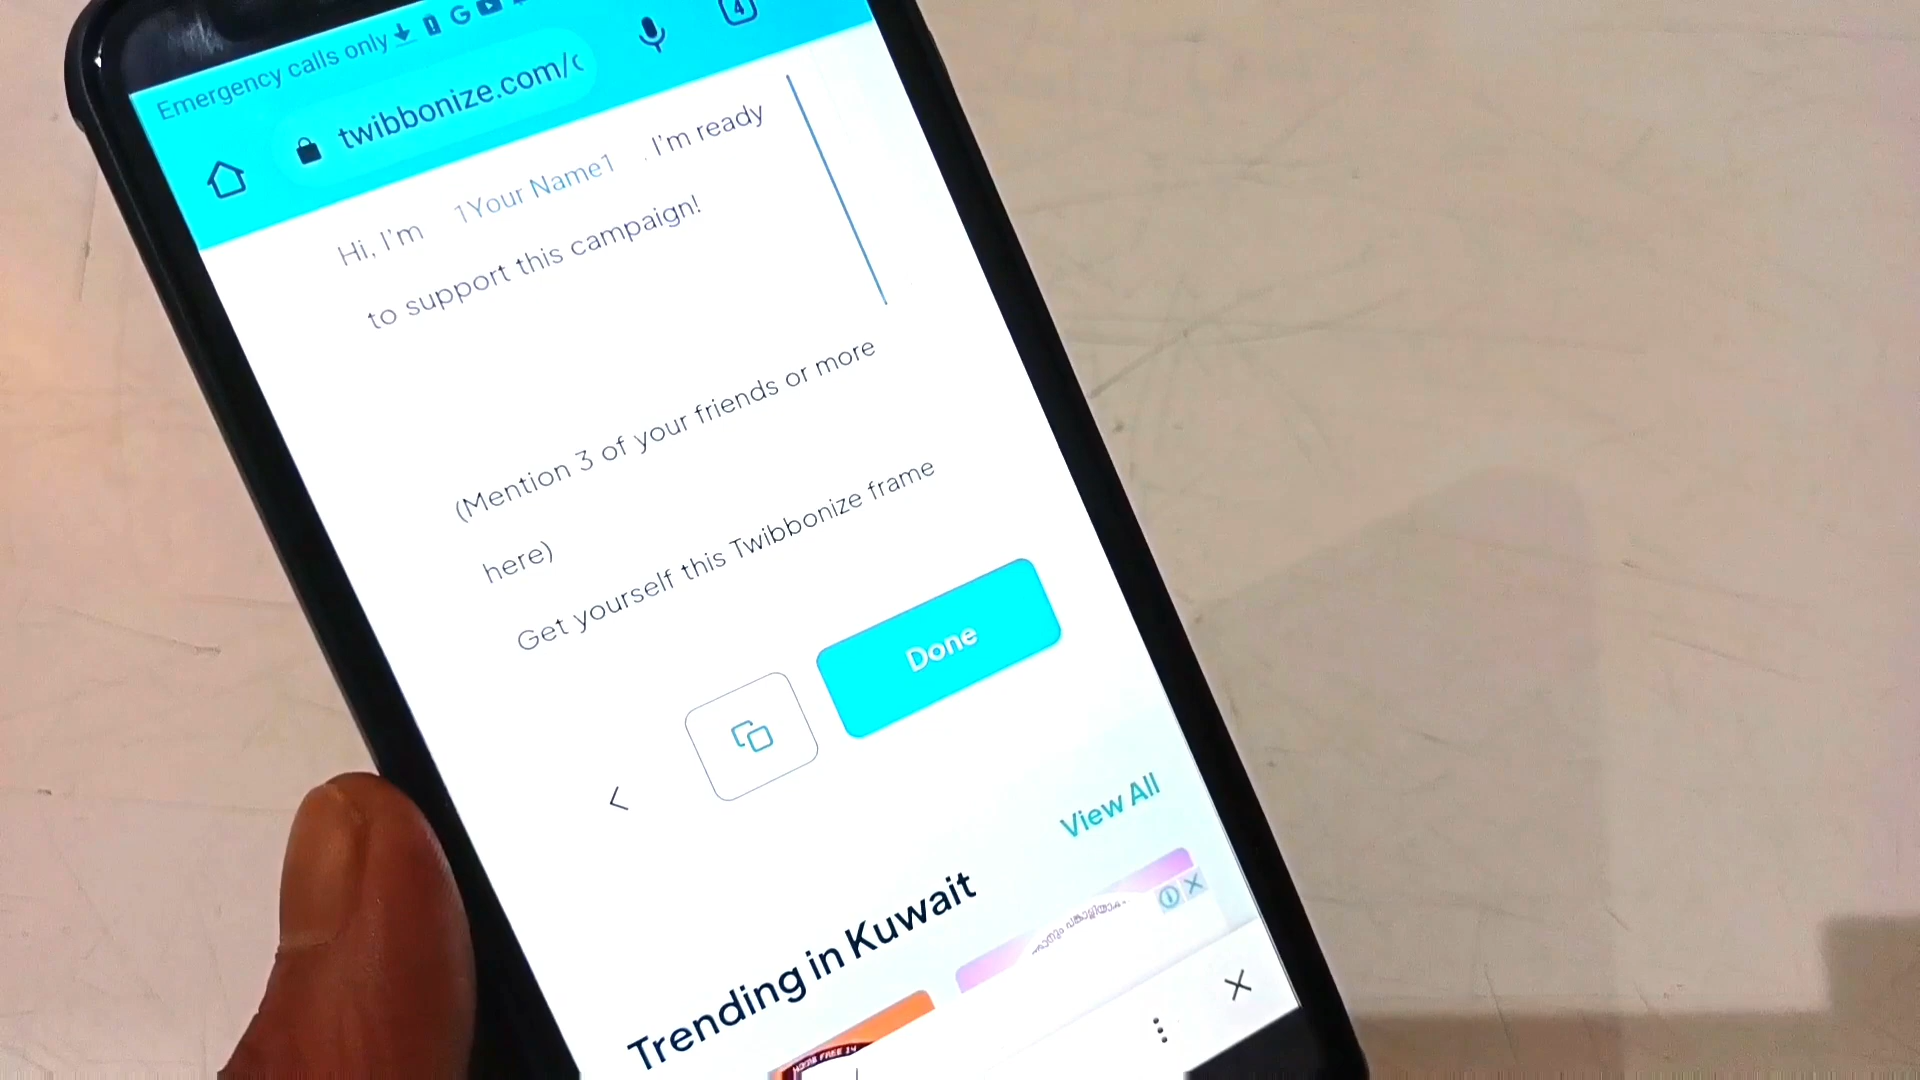 Emergency calls only
4
twibbonize.com/c
Hi, I'm 1Your Name1 . I'm ready
to support this campaign!
(Mention 3 of your friends or more
here)
Get yourself this Twibbonize frame
Done
View All
Trending in Kuwait